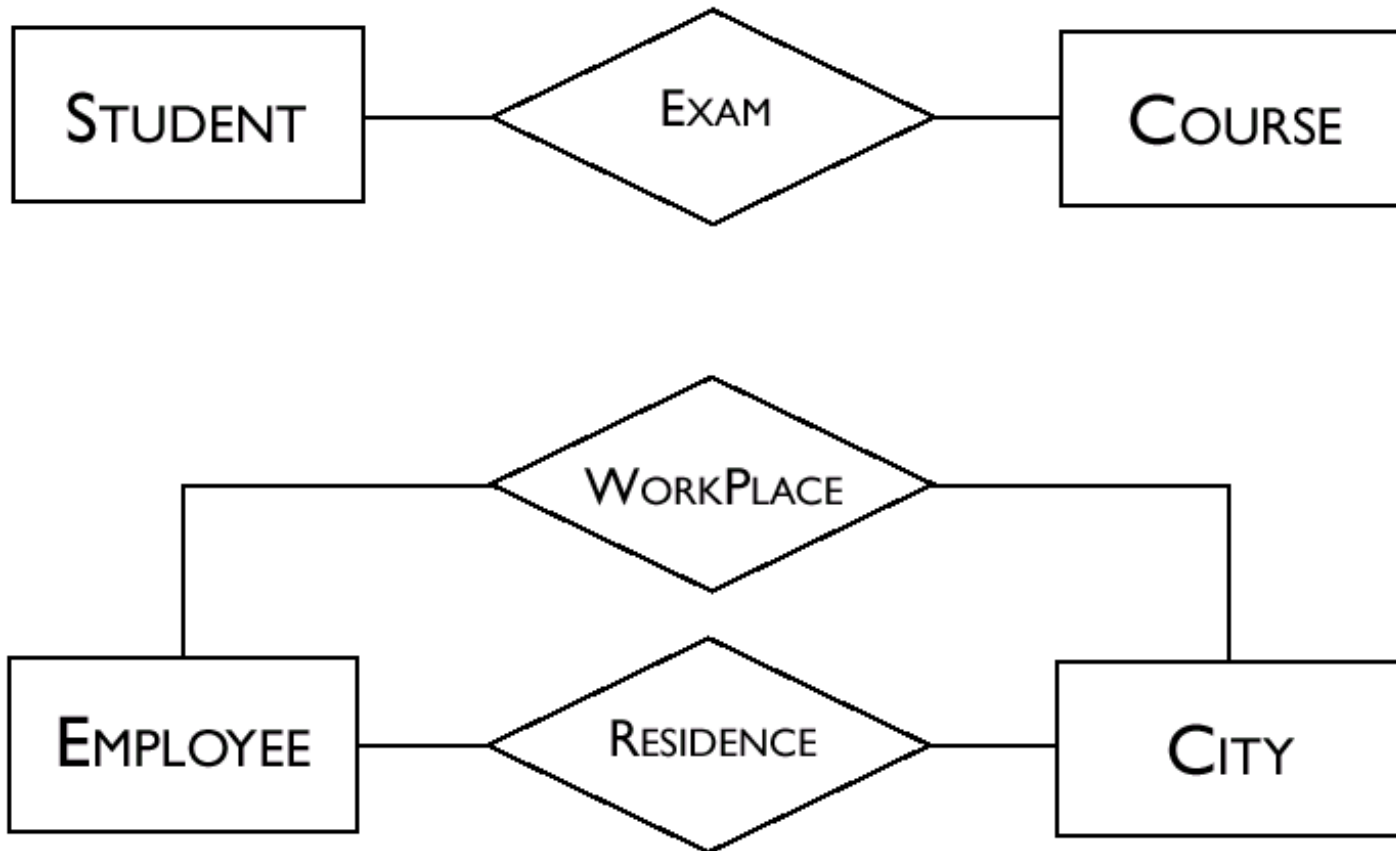 STUDENT
EXAM
COURSE
WORKPLACE
EMPLOYEE
RESIDENCE
CITY